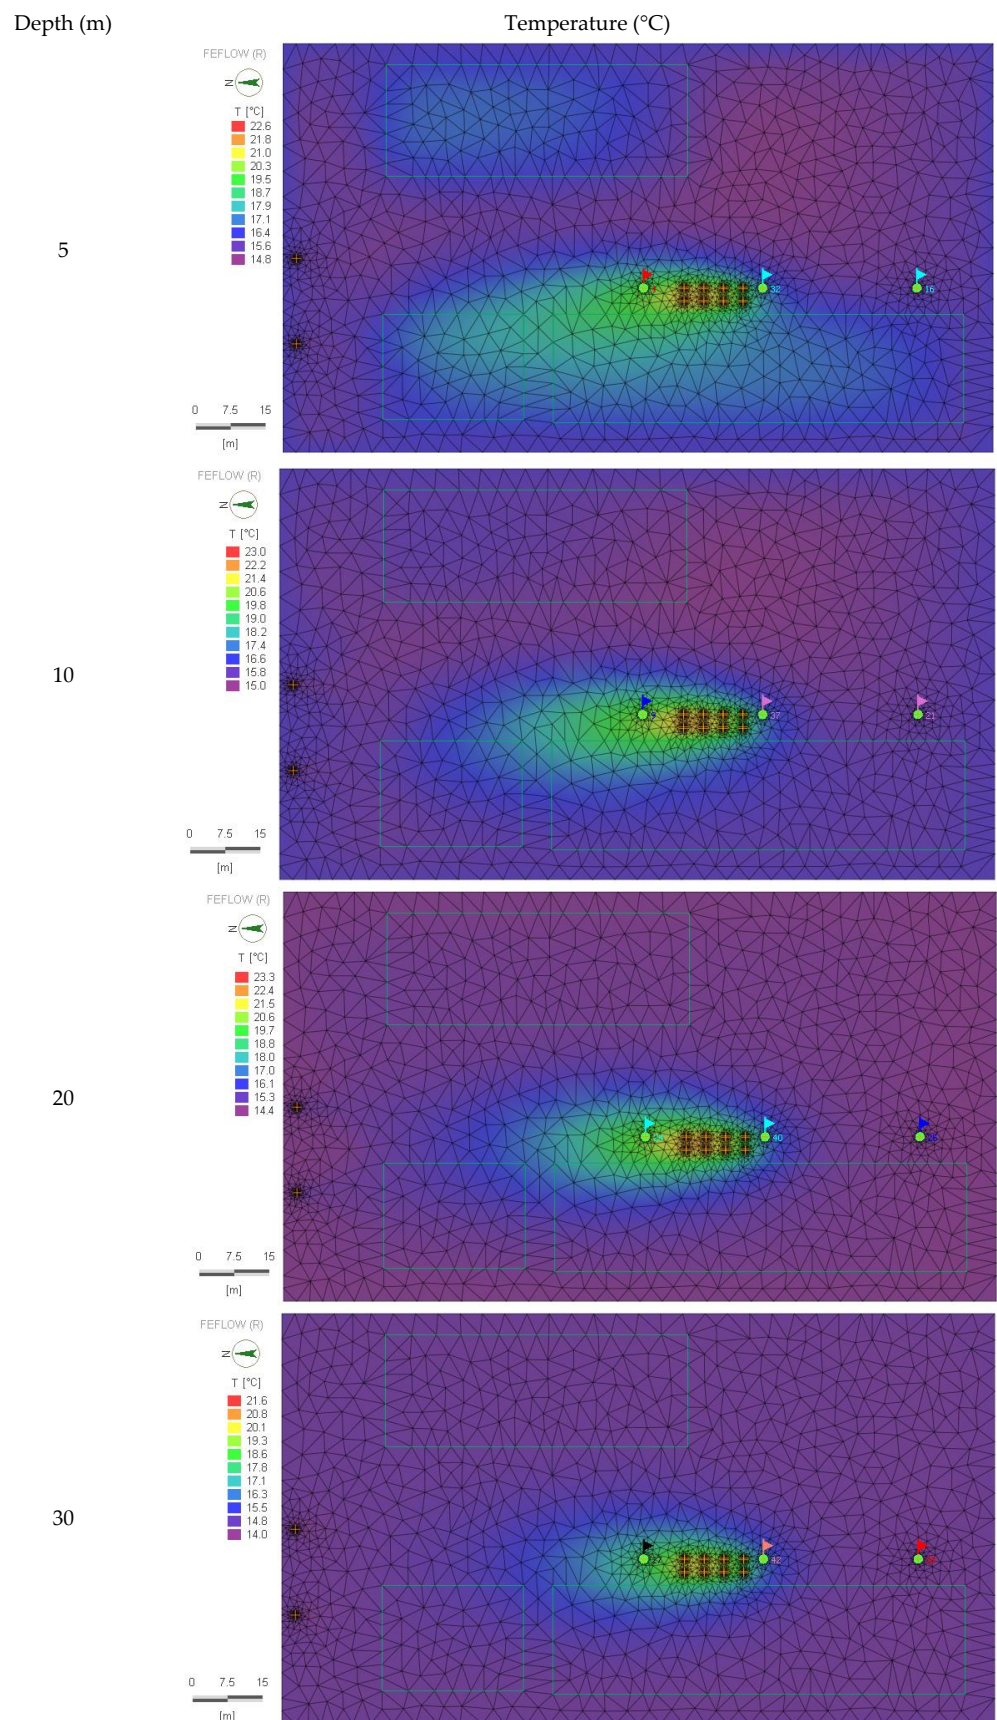 Depth (m) Temperature (°C)
FEFLOW (R)
N
T [°C]
22.6
21.8
21.0
20.3
19.5
18.7
17.9
17.1
16.4
15.6
14.8
5
32
16
0 7.5 15
[m]
FEFLOW (R)
N
T [°C]
23.0
22.2
21.4
20.6
19.8
19.0
18.2
17.4
16.6
15.8
15.0
10
37
21
0 7.5 15
[m]
FEFLOW (R)
N
T [°C]
23.3
22.4
21.5
20.6
19.7
18.8
18.0
17.0
16.1
15.3
14.4
20
40
0 7.5 15
[m]
FEFLOW (R)
N
T [°C]
21.6
20.8
20.1
19.3
18.6
17.8
17.1
16.3
15.5
14.8
14.0
30
42
0 7.5 15
[m]